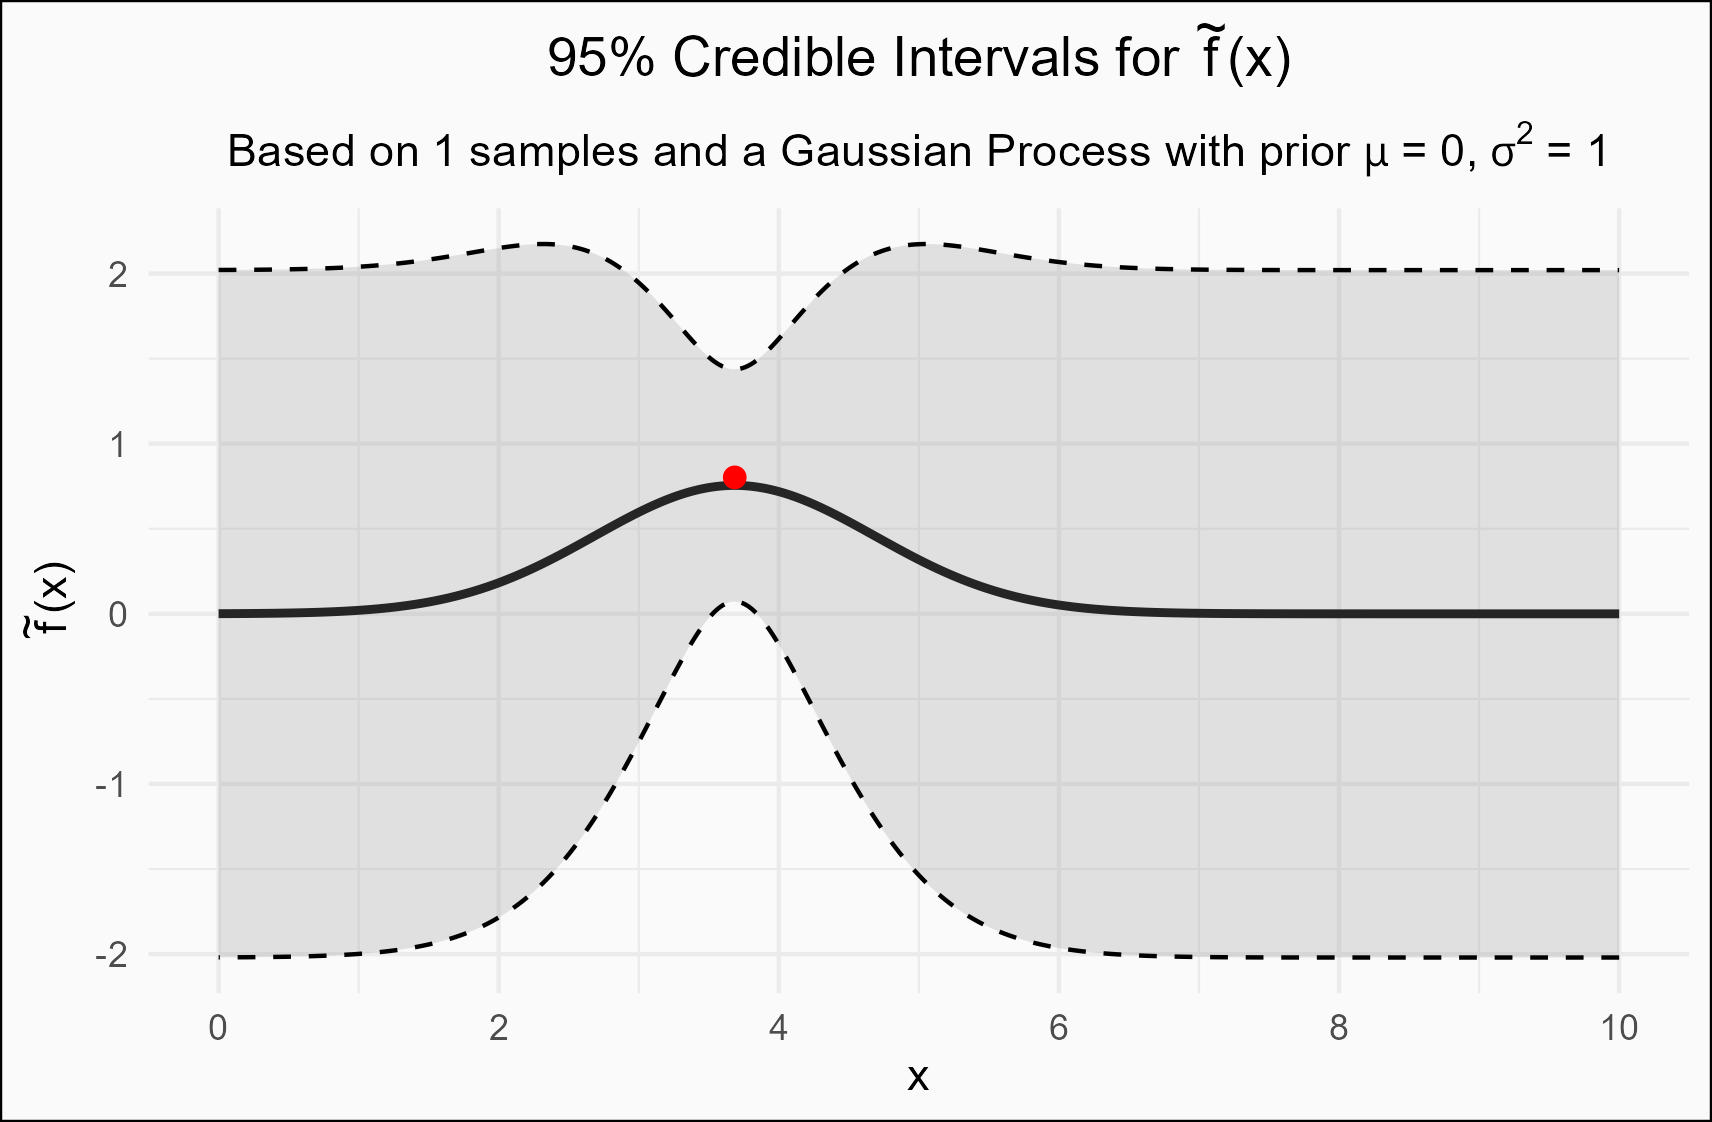 95% Credible Intervals for f̃(x)
Based on 1 samples and a Gaussian Process with prior μ = 0, σ² = 1
f̃(x)
2
1
0
-1
-2
0 2 4 6 8 10
x